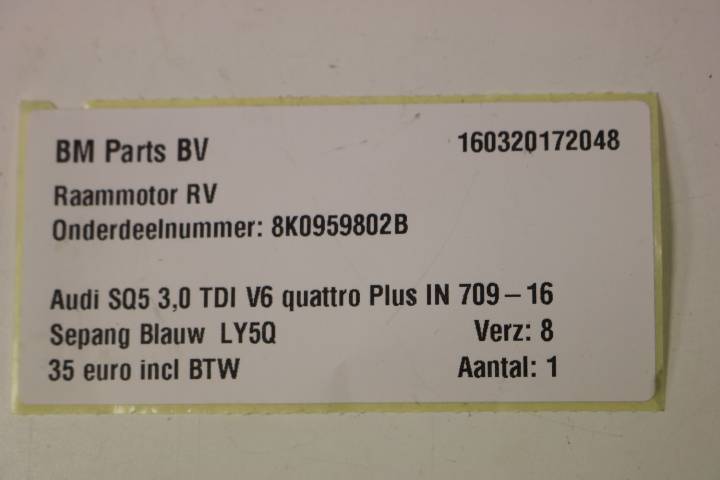 BM Parts BV 160320172048
Raammotor RV
Onderdeelnummer: 8K0959802B
Audi SQ5 3,0 TDI V6 quattro Plus IN 709-16
Sepang Blauw LY5Q Verz: 8
35 euro incl BTW Aantal: 1